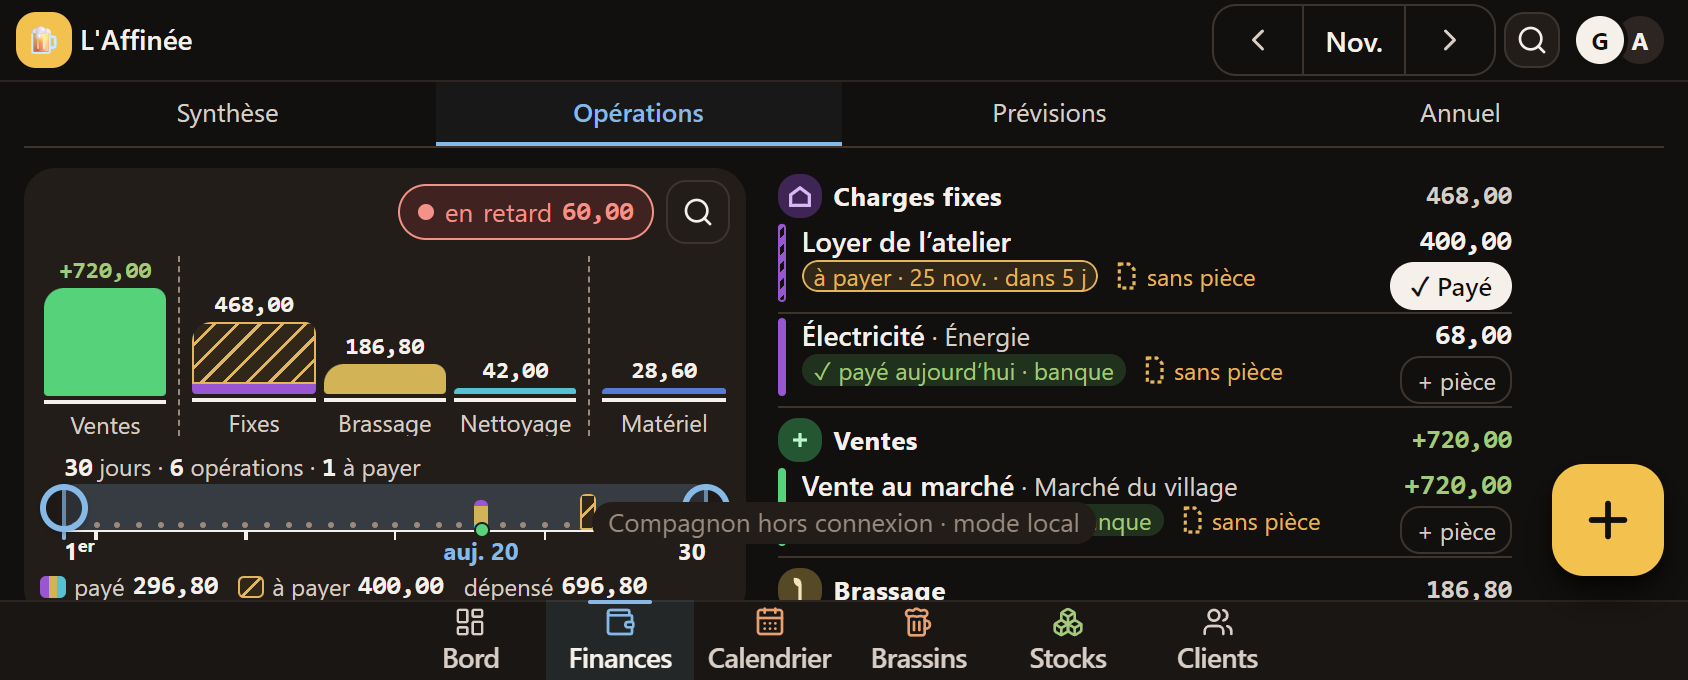 L'Affinée
Nov.
G A
Synthèse
Opérations
Prévisions
Annuel
en retard 60,00
+720,00
468,00
186,80
42,00
28,60
Ventes
Fixes
Brassage
Nettoyage
Matériel
30 jours · 6 opérations · 1 à payer
1er
auj. 20
30
payé 296,80 à payer 400,00 dépensé 696,80
Charges fixes 468,00
Loyer de l’atelier 400,00
à payer · 25 nov. · dans 5 j sans pièce ✓ Payé
Électricité · Énergie 68,00
✓ payé aujourd’hui · banque sans pièce + pièce
Ventes +720,00
Vente au marché · Marché du village +720,00
nque sans pièce + pièce
Compagnon hors connexion · mode local
Brassage 186,80
Bord
Finances
Calendrier
Brassins
Stocks
Clients